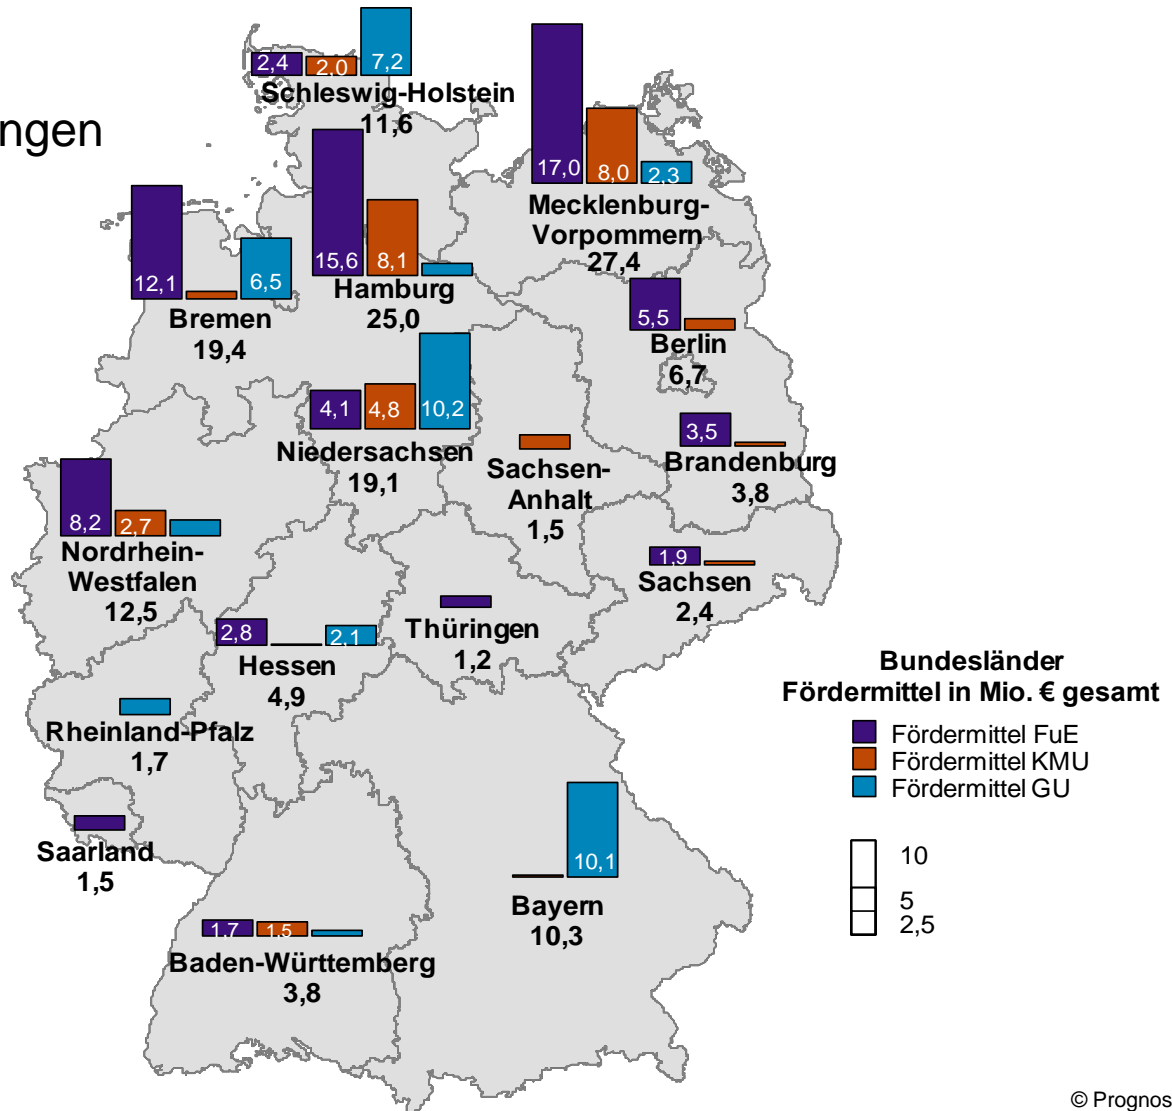 ngen
2,4
2,0
7,2
Schleswig-Holstein
11,6
17,0
8,0
2,3
Mecklenburg-
Vorpommern
27,4
12,1
6,5
Bremen
19,4
15,6
8,1
Hamburg
25,0
5,5
Berlin
6,7
4,1
4,8
10,2
Niedersachsen
19,1
Sachsen-
Anhalt
1,5
3,5
Brandenburg
3,8
8,2
2,7
Nordrhein-
Westfalen
12,5
1,9
Sachsen
2,4
Thüringen
1,2
2,8
2,1
Hessen
4,9
Rheinland-Pfalz
1,7
Saarland
1,5
10,1
Bayern
10,3
1,7
1,5
Baden-Württemberg
3,8
Bundesländer
Fördermittel in Mio. € gesamt
Fördermittel FuE
Fördermittel KMU
Fördermittel GU
10
5
2,5
© Prognos